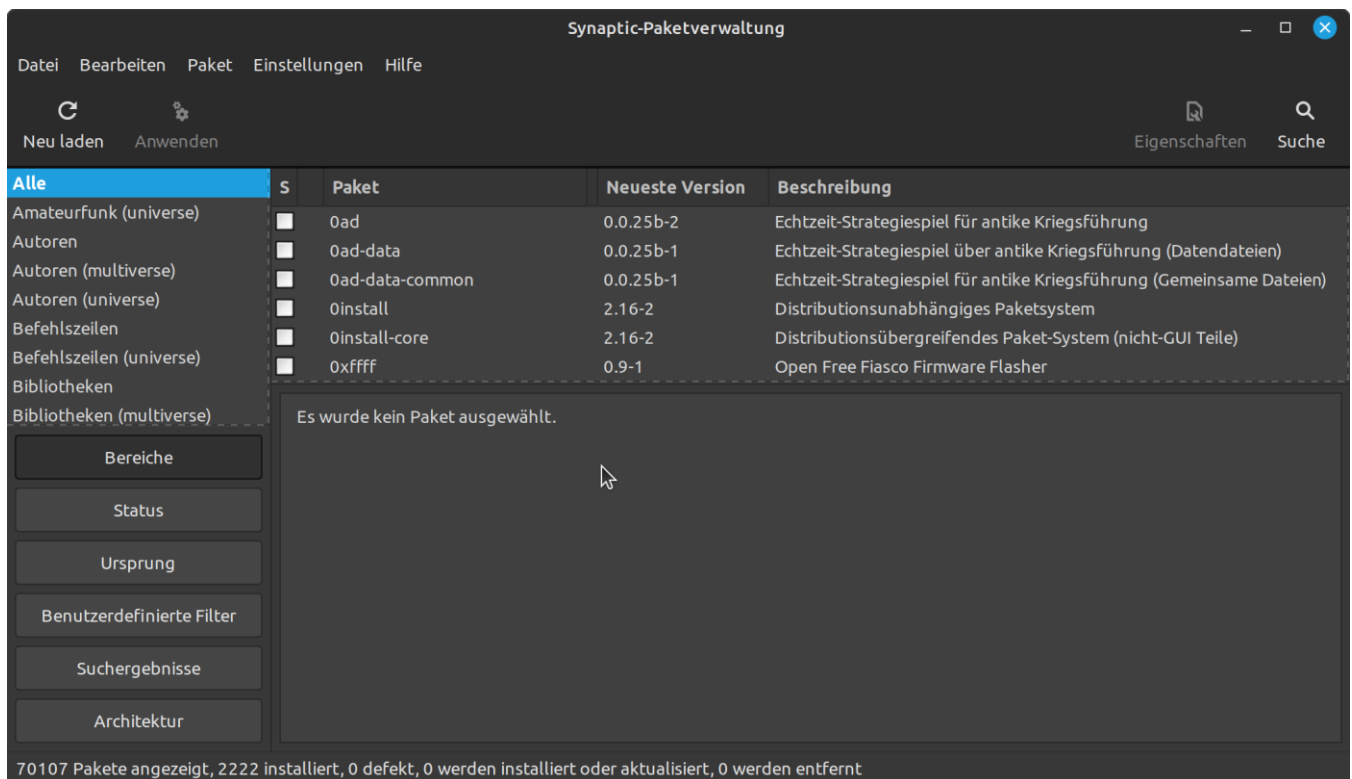 Synaptic-Paketverwaltung
Datei Bearbeiten Paket Einstellungen Hilfe
Neu laden Anwenden Eigenschaften Suche
Alle
Amateurfunk (universe)
Autoren
Autoren (multiverse)
Autoren (universe)
Befehlszeilen
Befehlszeilen (universe)
Bibliotheken
Bibliotheken (multiverse)
Bereiche
Status
Ursprung
Benutzerdefinierte Filter
Suchergebnisse
Architektur
S Paket Neueste Version Beschreibung
0ad 0.0.25b-2 Echtzeit-Strategiespiel für antike Kriegsführung
0ad-data 0.0.25b-1 Echtzeit-Strategiespiel über antike Kriegsführung (Datendateien)
0ad-data-common 0.0.25b-1 Echtzeit-Strategiespiel für antike Kriegsführung (Gemeinsame Dateien)
0install 2.16-2 Distributionsunabhängiges Paketsystem
0install-core 2.16-2 Distributionsübergreifendes Paket-System (nicht-GUI Teile)
0xffff 0.9-1 Open Free Fiasco Firmware Flasher
Es wurde kein Paket ausgewählt.
70107 Pakete angezeigt, 2222 installiert, 0 defekt, 0 werden installiert oder aktualisiert, 0 werden entfernt